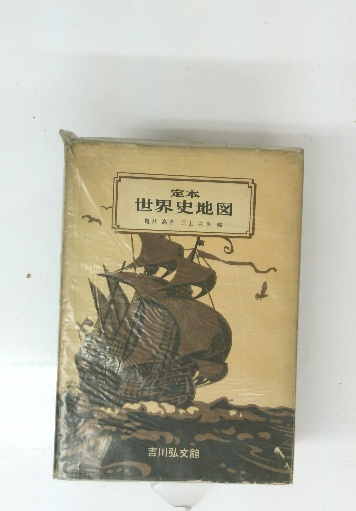 定本
世界史地図
亀井 高孝 三上 次男 編
吉川弘文館